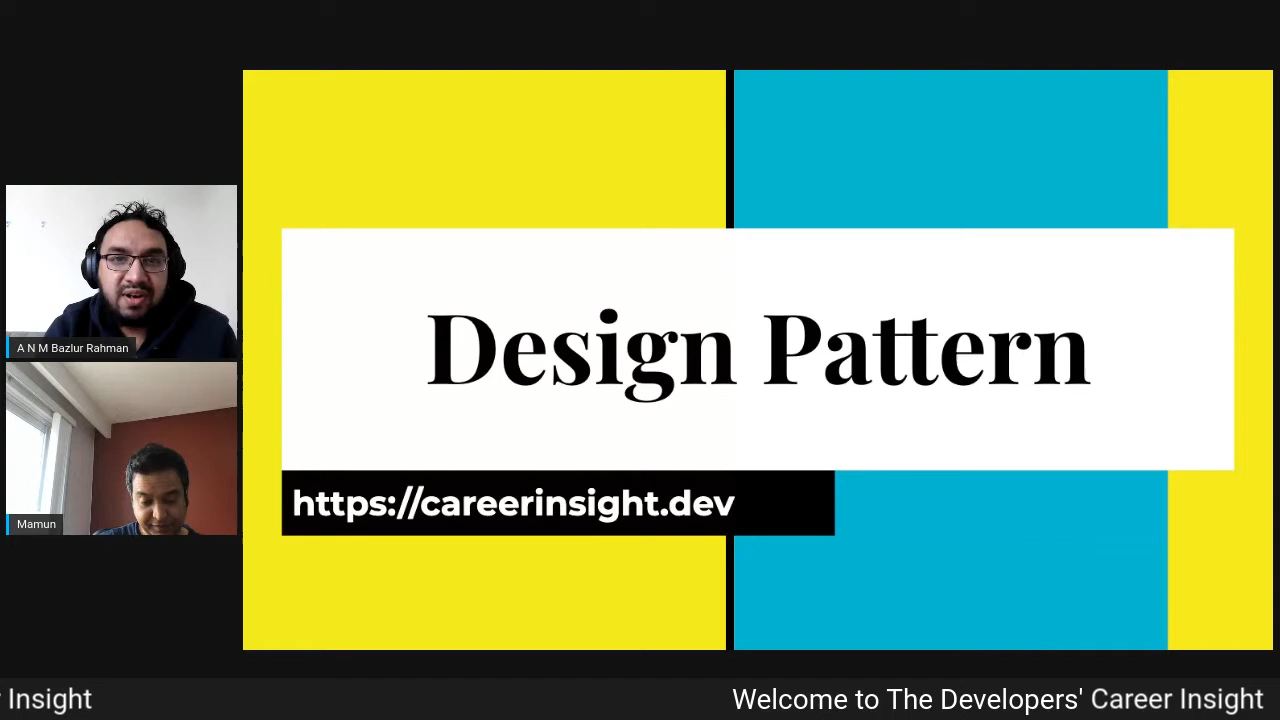 A N M Bazlur Rahman
Mamun
Design Pattern
https://careerinsight.dev
Insight
Welcome to The Developers' Career Insight